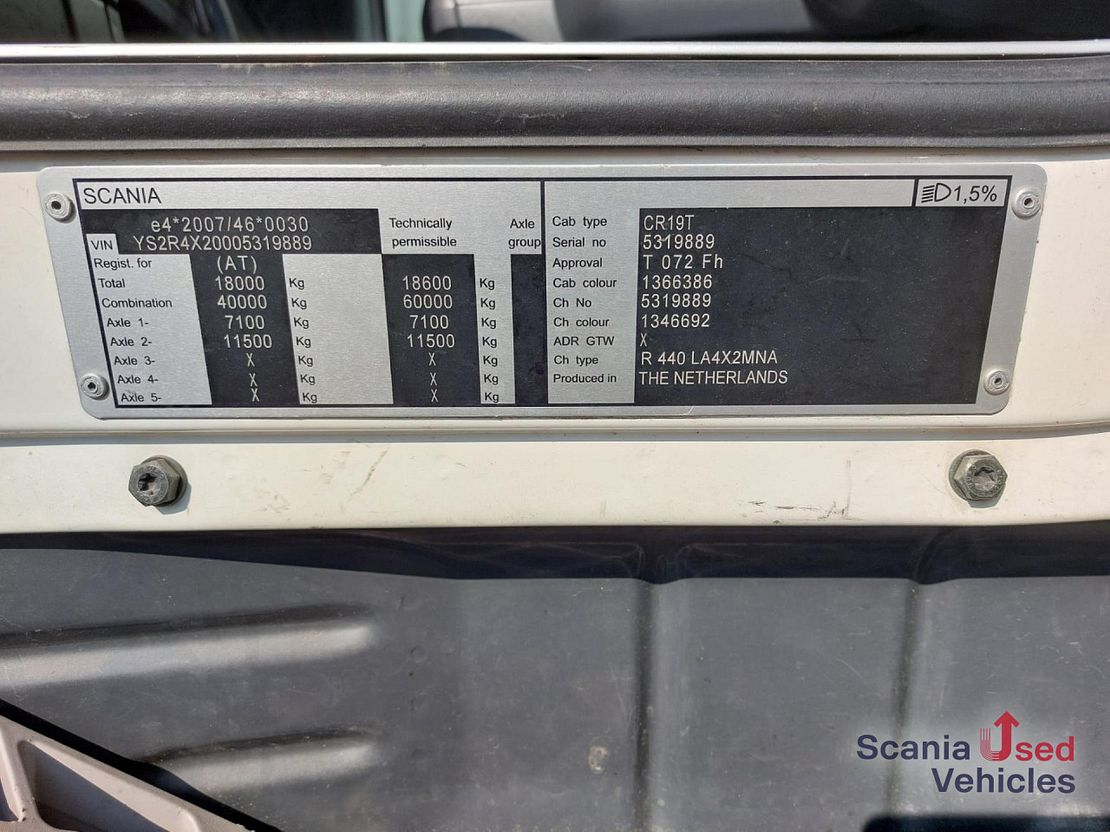 SCANIA
1,5%
e4*2007/46*0030
VIN YS2R4X20005319889
Technically permissible
Axle group
Regist. for (AT)
Total 18000 Kg 18600 Kg
Combination 40000 Kg 60000 Kg
Axle 1- 7100 Kg 7100 Kg
Axle 2- 11500 Kg 11500 Kg
Axle 3- X Kg X Kg
Axle 4- X Kg X Kg
Axle 5- X Kg X Kg
Cab type CR19T
Serial no 5319889
Approval T 072 Fh
Cab colour 1366386
Ch No 5319889
Ch colour 1346692
ADR GTW X
Ch type R 440 LA4X2MNA
Produced in THE NETHERLANDS
Scania Used
Vehicles